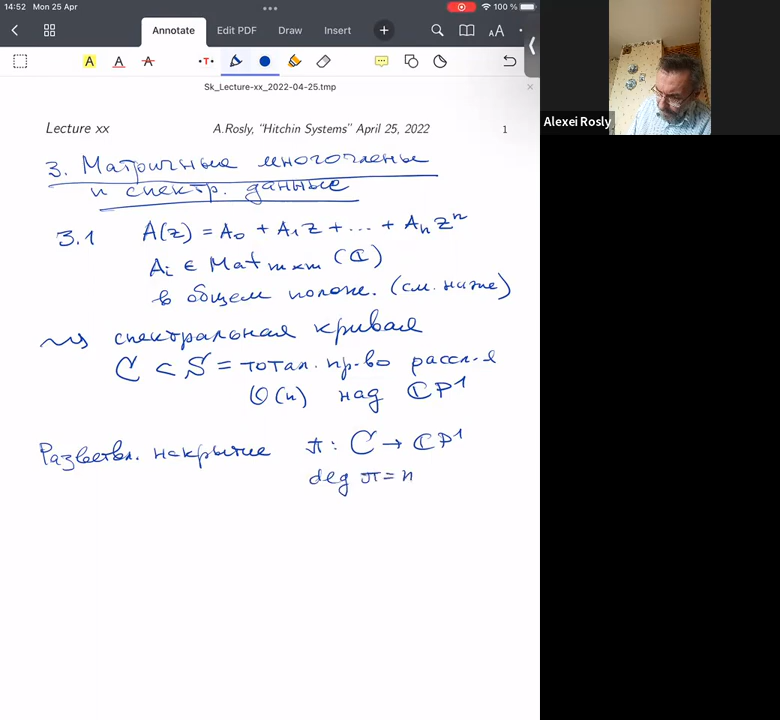 14:52 Mon 25 Apr
100 %
Annotate Edit PDF Draw Insert
AA
A A A T
Sk_Lecture-xx_2022-04-25.tmp
Alexei Rosly
Lecture xx A.Rosly, "Hitchin Systems" April 25, 2022 1
3. Матричные многочлены
и спектр. данные
3.1 A(z) = A₀ + A₁z + ... + Aₙzⁿ
Aᵢ ∈ Mat m×m (ℂ)
в общем полож. (см. ниже)
⇝ спектральная кривая
C ⊂ S = тотал. пр-во рассл-я
O(n) над ℂP¹
Разветвл. накрытие π : C → ℂP¹
deg π = n